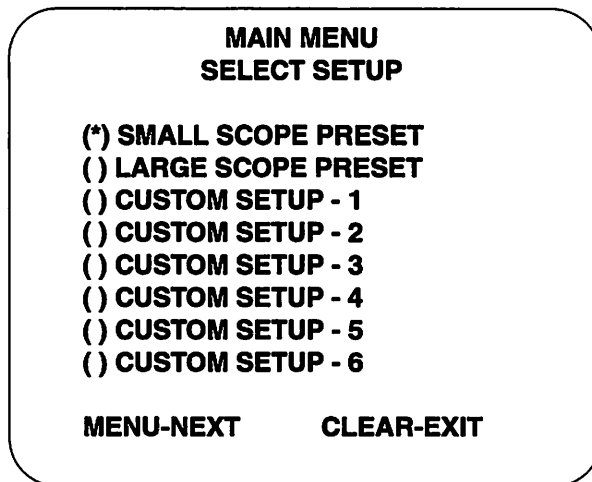 MAIN MENU
SELECT SETUP
(*) SMALL SCOPE PRESET
( ) LARGE SCOPE PRESET
( ) CUSTOM SETUP - 1
( ) CUSTOM SETUP - 2
( ) CUSTOM SETUP - 3
( ) CUSTOM SETUP - 4
( ) CUSTOM SETUP - 5
( ) CUSTOM SETUP - 6
MENU-NEXT CLEAR-EXIT